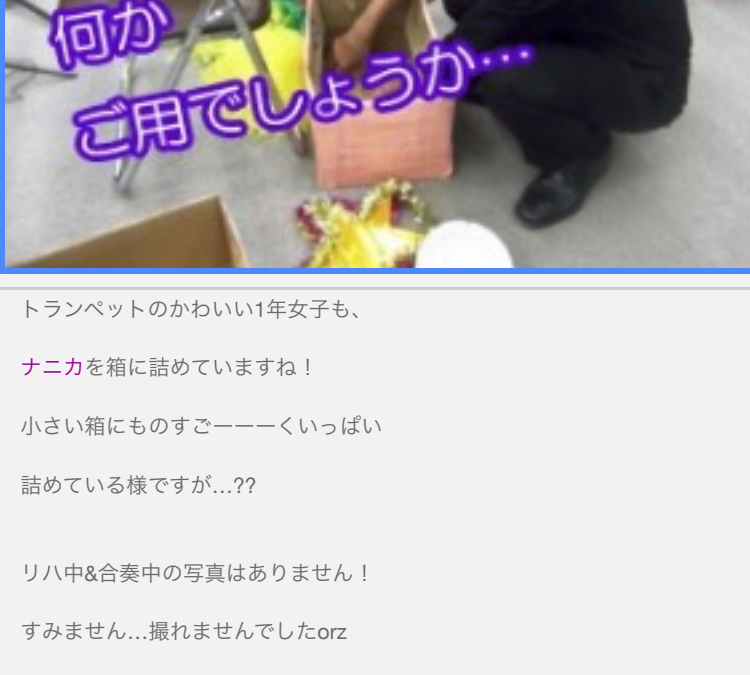 何か
ご用でしょうか…
トランペットのかわいい1年女子も、
ナニカを箱に詰めていますね！
小さい箱にものすごーーーくいっぱい
詰めている様ですが…??
リハ中&合奏中の写真はありません！
すみません…撮れませんでしたorz